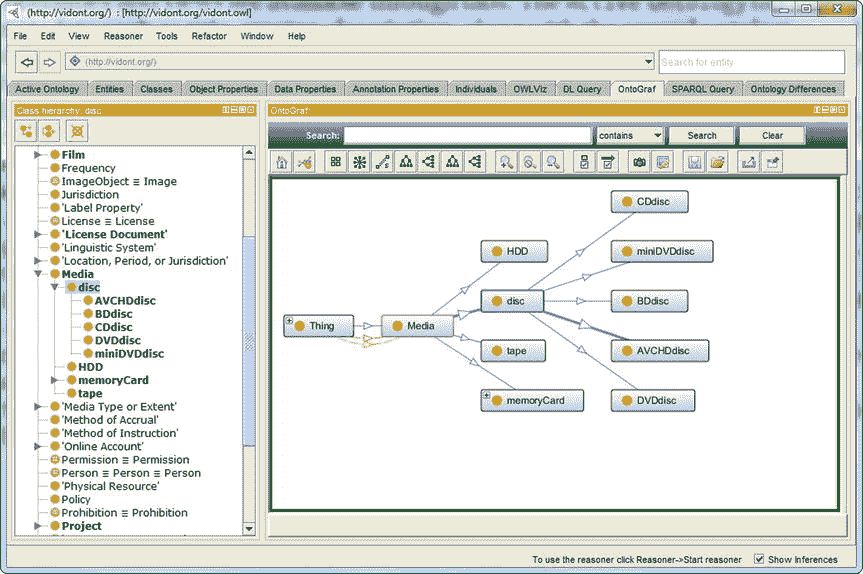 (http://vidont.org/) : [http://vidont.org/vidont.owl]
File Edit View Reasoner Tools Refactor Window Help
(http://vidont.org/)
Search for entity
Active Ontology Entities Classes Object Properties Data Properties Annotation Properties Individuals OWLViz DL Query OntoGraf SPARQL Query Ontology Differences
Class hierarchy: disc
Film
Frequency
ImageObject ≡ Image
Jurisdiction
'Label Property'
License ≡ License
'License Document'
'Linguistic System'
'Location, Period, or Jurisdiction'
Media
disc
AVCHDdisc
BDdisc
CDdisc
DVDdisc
miniDVDdisc
HDD
memoryCard
tape
'Media Type or Extent'
'Method of Accrual'
'Method of Instruction'
'Online Account'
Permission ≡ Permission
Person ≡ Person ≡ Person
'Physical Resource'
Policy
Prohibition ≡ Prohibition
Project
OntoGraf
Search: contains Search Clear
CDdisc
HDD miniDVDdisc
disc BDdisc
Thing Media
tape AVCHDdisc
memoryCard DVDdisc
To use the reasoner click Reasoner->Start reasoner Show Inferences